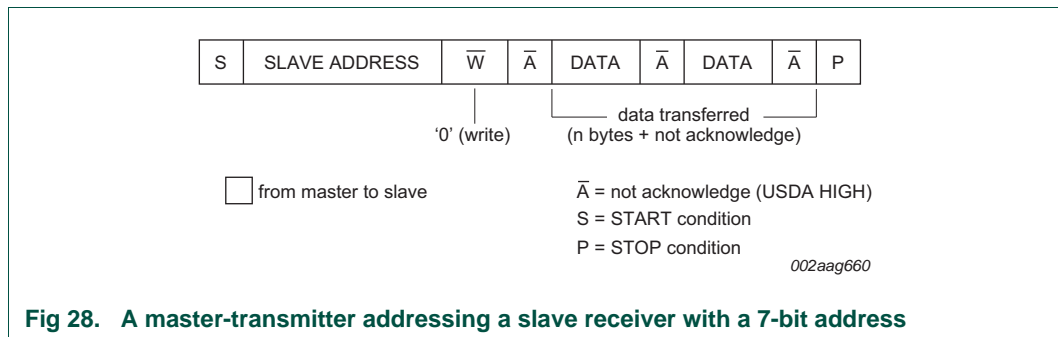 S SLAVE ADDRESS W̅ A̅ DATA A̅ DATA A̅ P
data transferred
‘0’ (write) (n bytes + not acknowledge)
from master to slave
A̅ = not acknowledge (USDA HIGH)
S = START condition
P = STOP condition
002aag660
Fig 28. A master-transmitter addressing a slave receiver with a 7-bit address